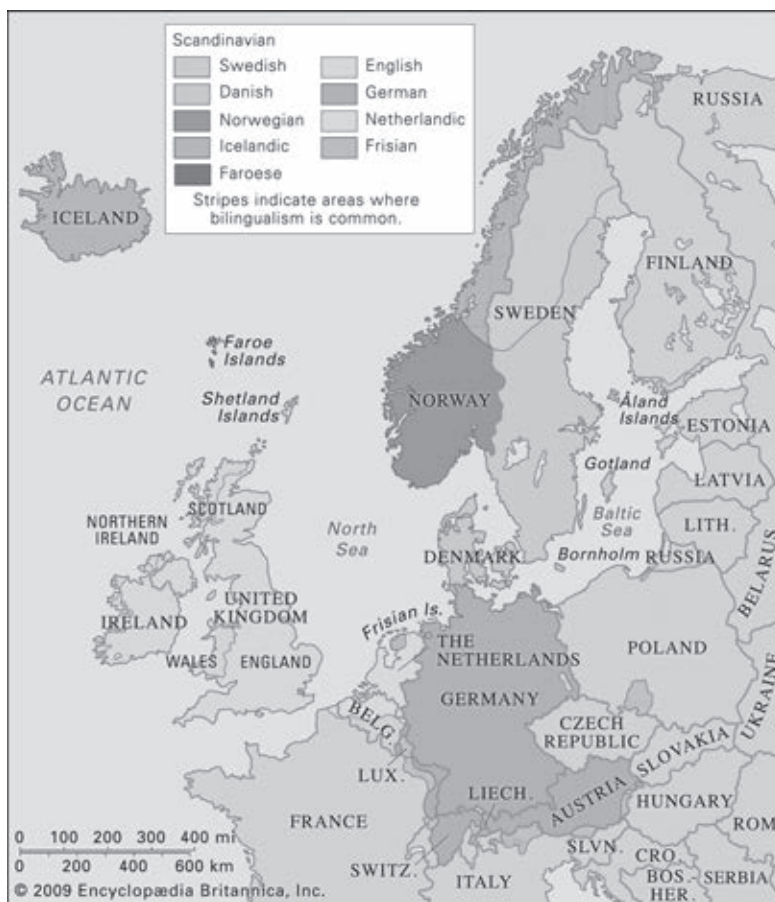 Scandinavian
Swedish
Danish
Norwegian
Icelandic
Faroese
English
German
Netherlandic
Frisian
Stripes indicate areas where
bilingualism is common.
RUSSIA
ICELAND
FINLAND
SWEDEN
Faroe
Islands
ATLANTIC
OCEAN
Shetland
Islands
NORWAY
Åland
Islands
ESTONIA
Gotland
LATVIA
SCOTLAND
NORTHERN
IRELAND
North
Sea
Baltic
Sea
LITH.
DENMARK
Bornholm
RUSSIA
BELARUS
UNITED
KINGDOM
IRELAND
Frisian Is.
WALES
ENGLAND
THE
NETHERLANDS
POLAND
GERMANY
BELG.
UKRAINE
CZECH
REPUBLIC
SLOVAKIA
LUX.
LIECH.
AUSTRIA
HUNGARY
FRANCE
ROM
SWITZ.
SLVN.
CRO.
ITALY
BOS.-
HER.
SERBIA
0 100 200 300 400 mi
0 200 400 600 km
© 2009 Encyclopædia Britannica, Inc.